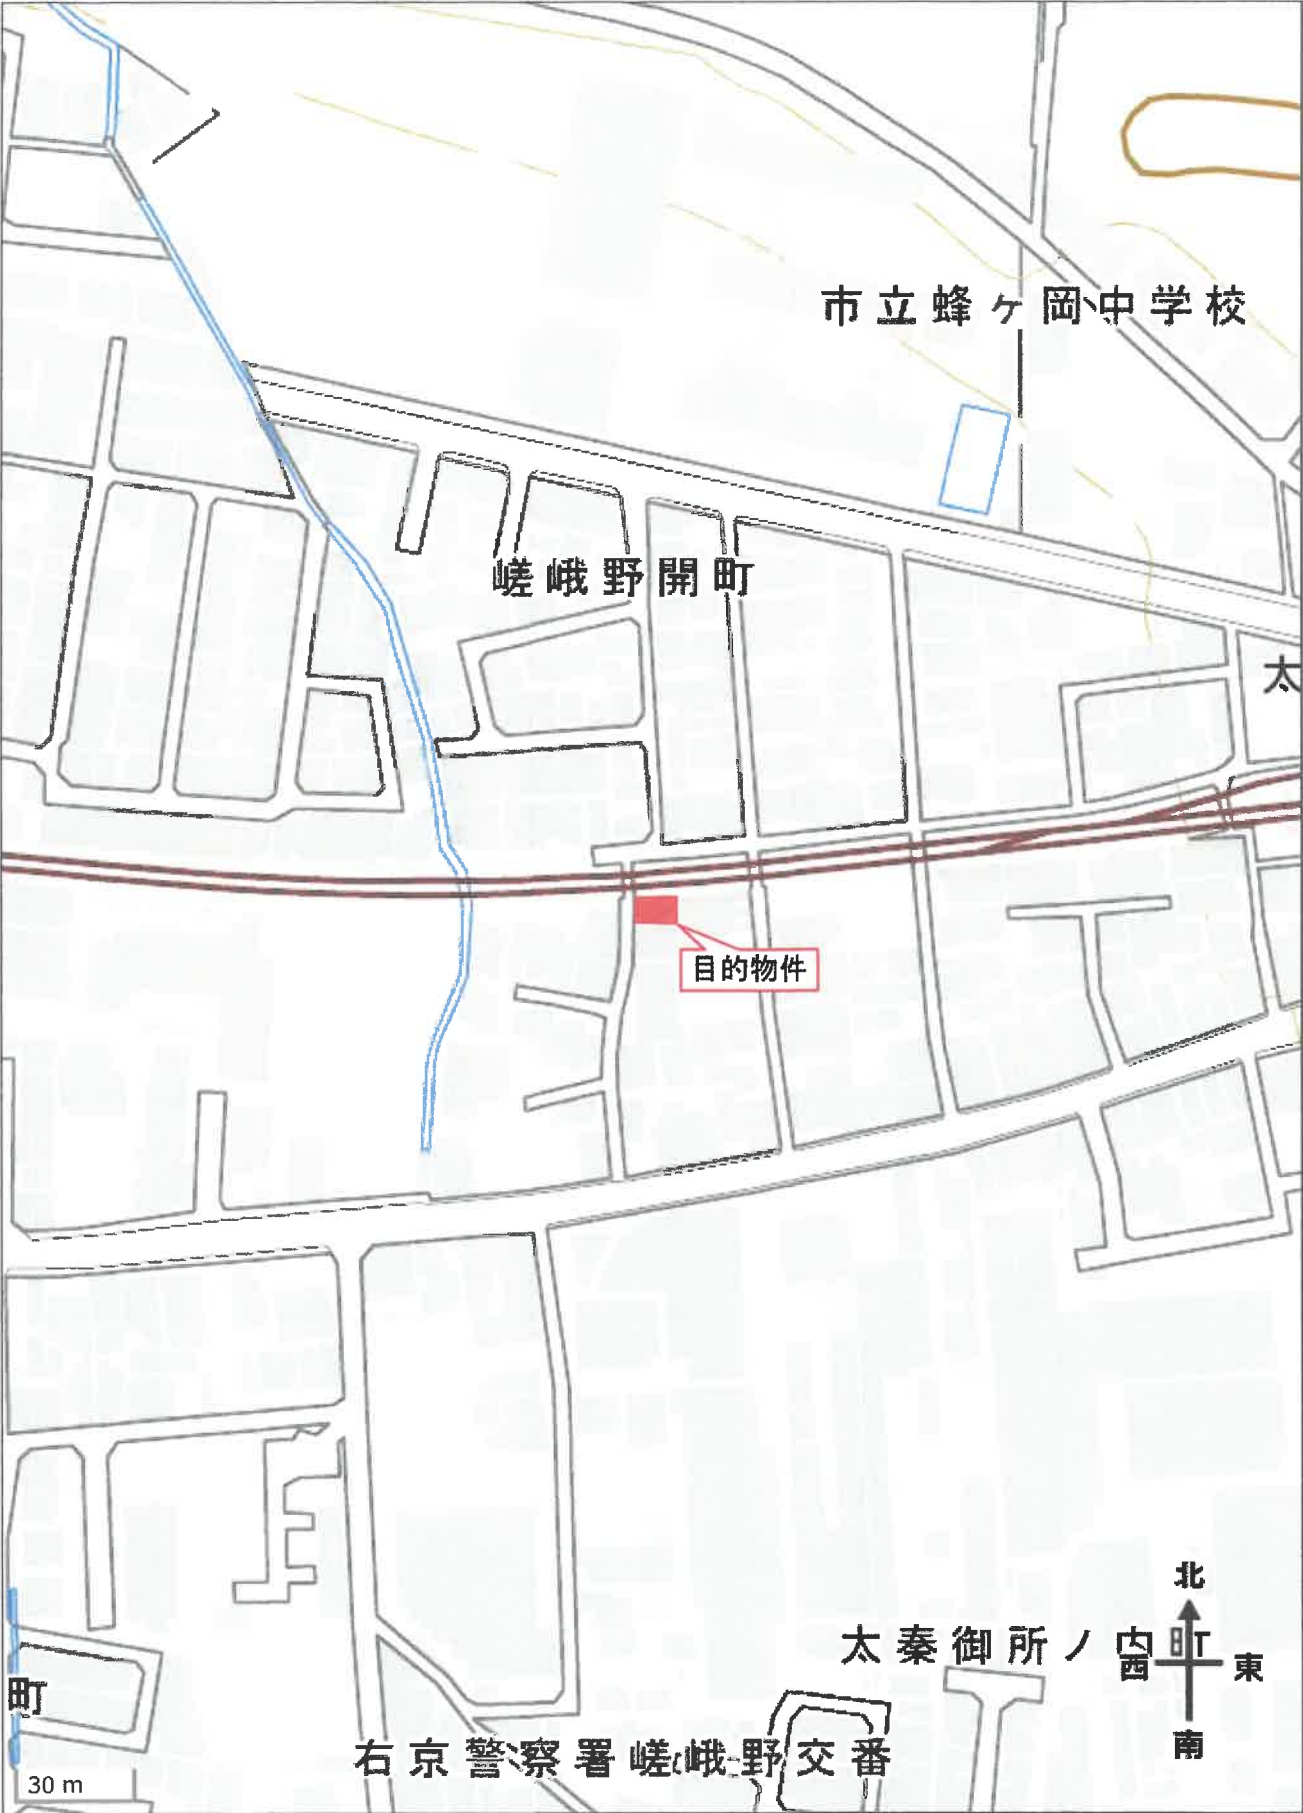 市立蜂ヶ岡中学校
嵯峨野開町
太
目的物件
北
太秦御所ノ内町
西
東
町
南
右京警察署嵯峨野交番
30 m